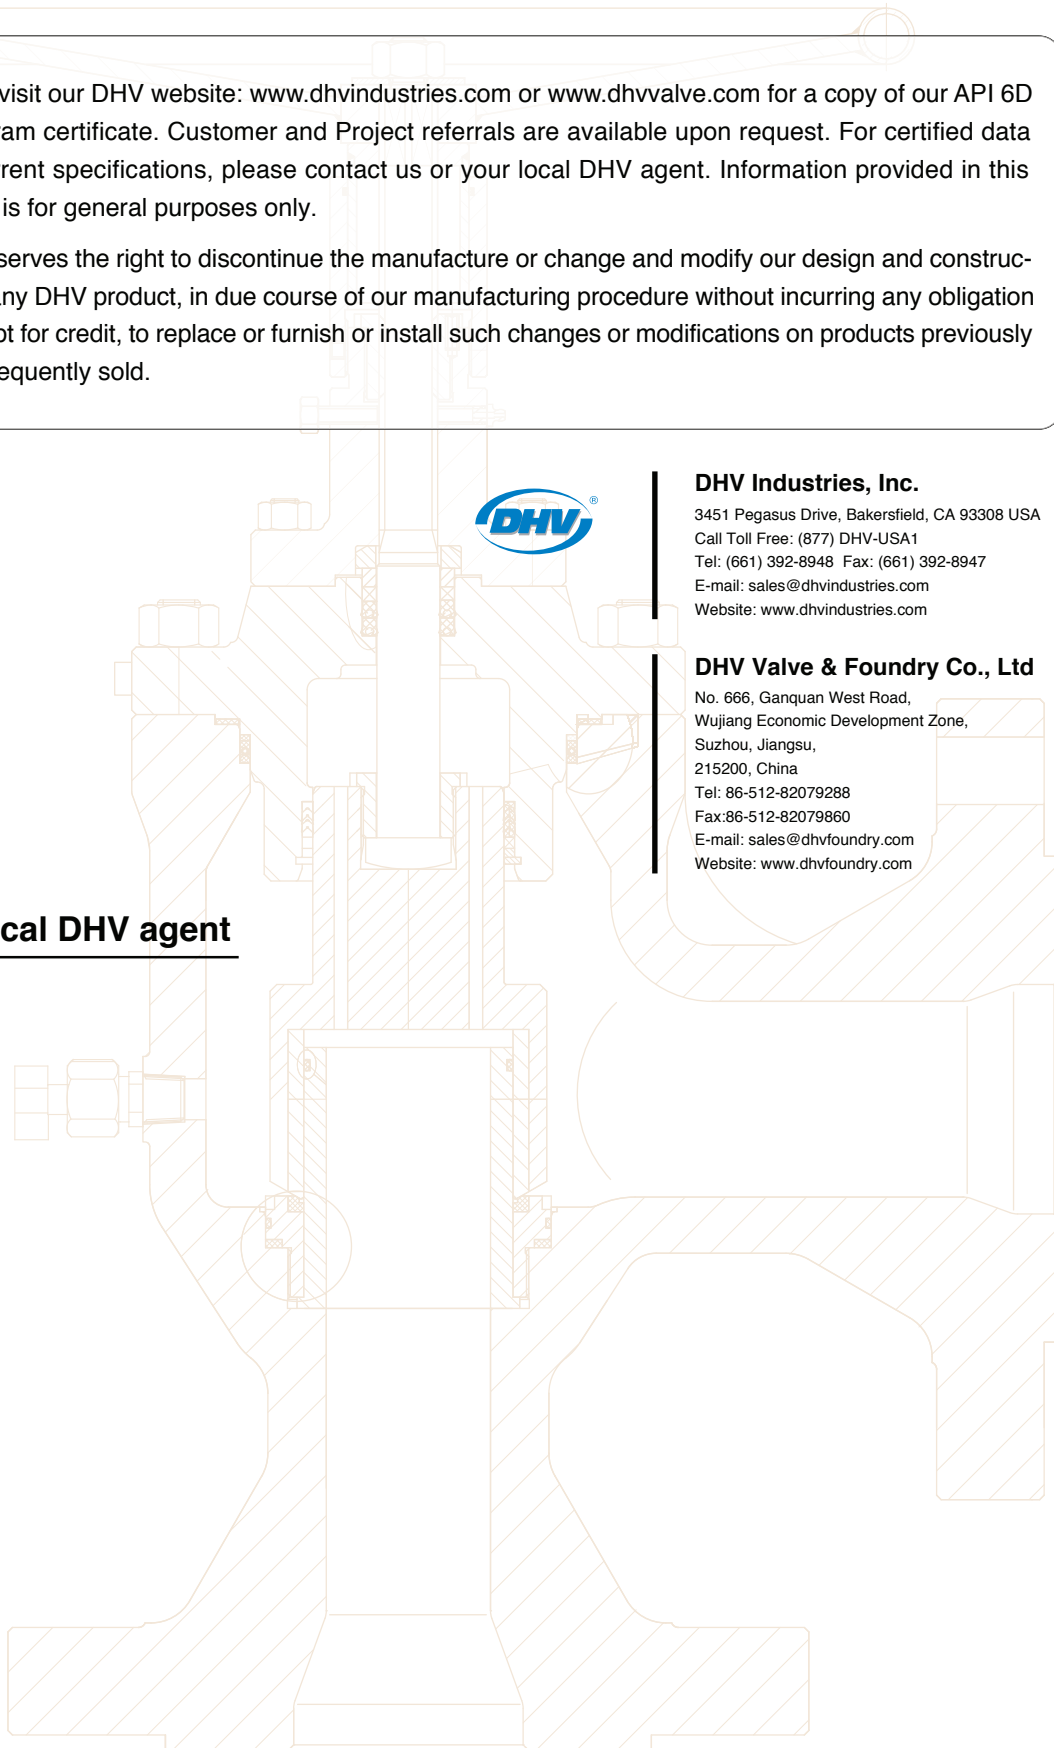 visit our DHV website: www.dhvindustries.com or www.dhvvalve.com for a copy of our API 6D
ram certificate. Customer and Project referrals are available upon request. For certified data
rrent specifications, please contact us or your local DHV agent. Information provided in this
is for general purposes only.
serves the right to discontinue the manufacture or change and modify our design and construc-
any DHV product, in due course of our manufacturing procedure without incurring any obligation
pt for credit, to replace or furnish or install such changes or modifications on products previously
equently sold.
DHV®
DHV Industries, Inc.
3451 Pegasus Drive, Bakersfield, CA 93308 USA
Call Toll Free: (877) DHV-USA1
Tel: (661) 392-8948 Fax: (661) 392-8947
E-mail: sales@dhvindustries.com
Website: www.dhvindustries.com
DHV Valve & Foundry Co., Ltd
No. 666, Ganquan West Road,
Wujiang Economic Development Zone,
Suzhou, Jiangsu,
215200, China
Tel: 86-512-82079288
Fax:86-512-82079860
E-mail: sales@dhvfoundry.com
Website: www.dhvfoundry.com
cal DHV agent